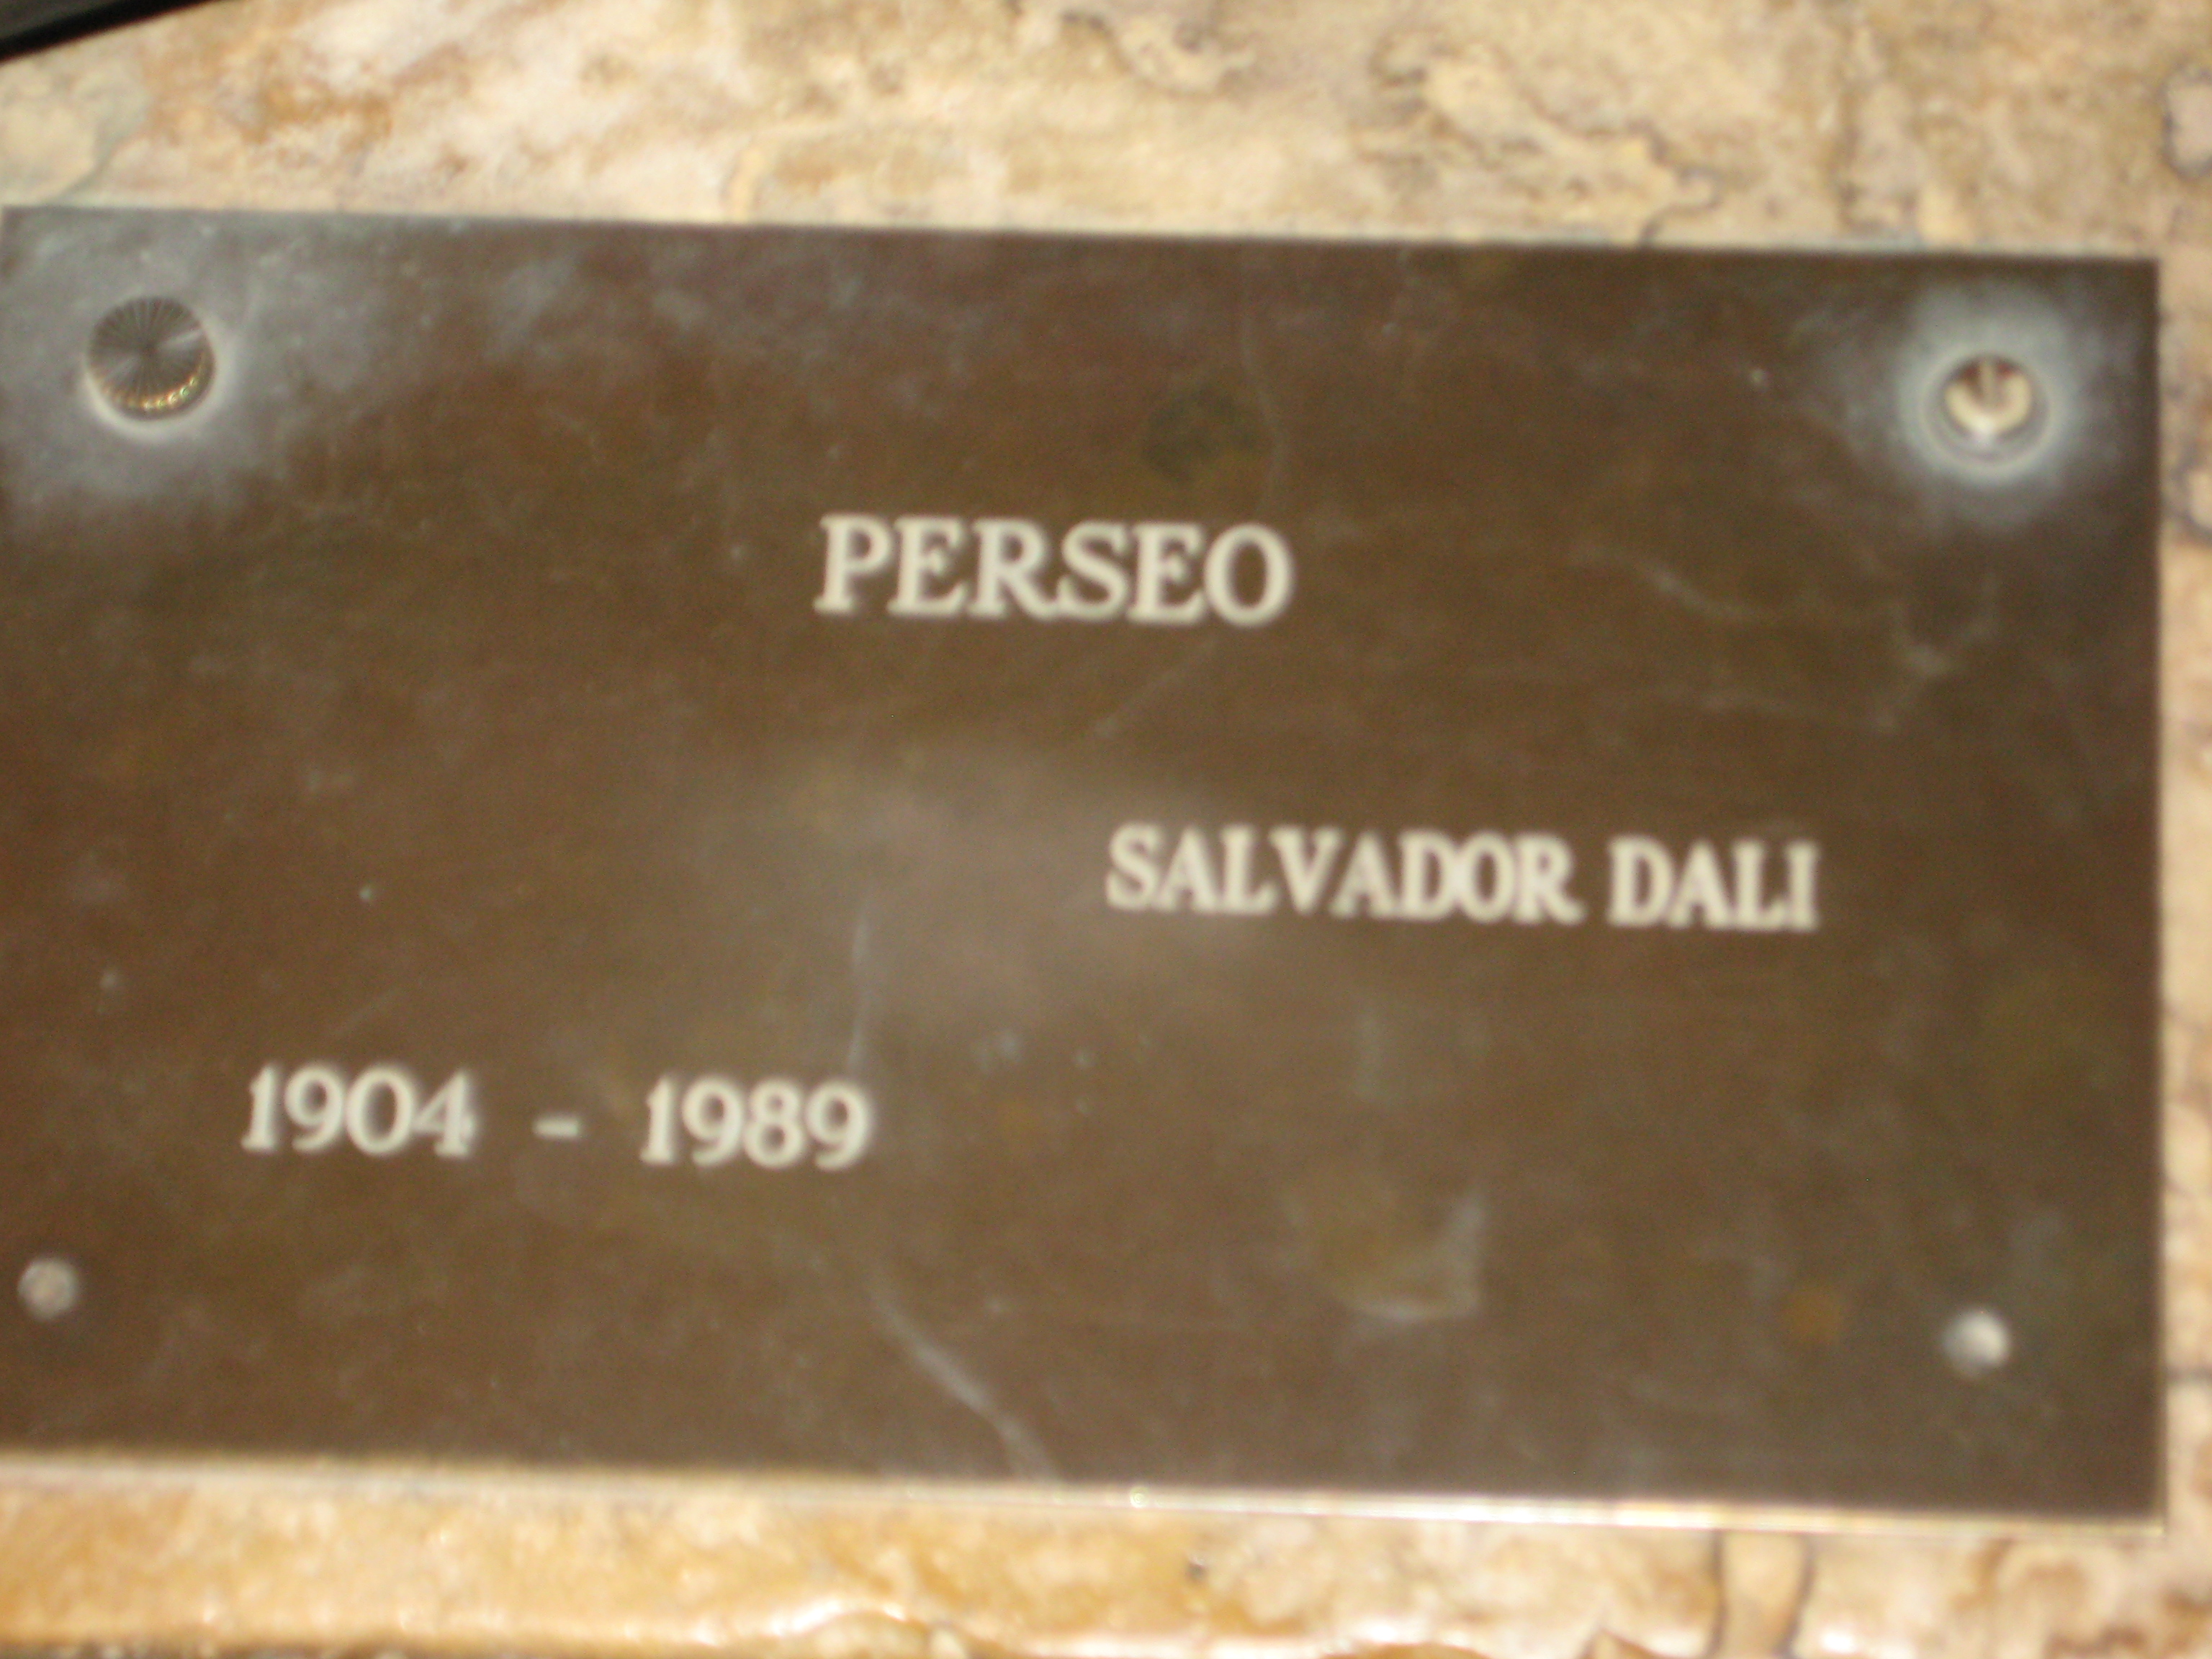 PERSEO
SALVADOR DALI
1904 - 1989